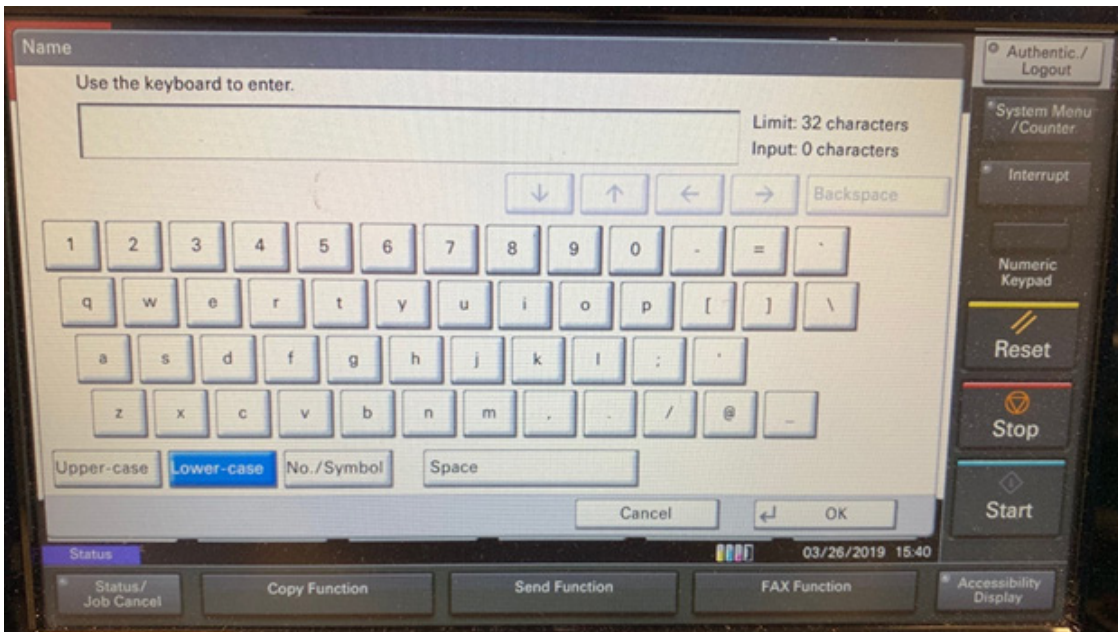 Name
Authentic./
Logout
Use the keyboard to enter.
Limit: 32 characters
Input: 0 characters
System Menu
/Counter
Interrupt
↓ ↑ ← → Backspace
1 2 3 4 5 6 7 8 9 0 - = `
Numeric
Keypad
q w e r t y u i o p [ ] \
Reset
a s d f g h j k l ; '
z x c v b n m , . / @ _
Stop
Upper-case Lower-case No./Symbol Space
Cancel OK
Start
Status 03/26/2019 15:40
Status/
Job Cancel
Copy Function
Send Function
FAX Function
Accessibility
Display